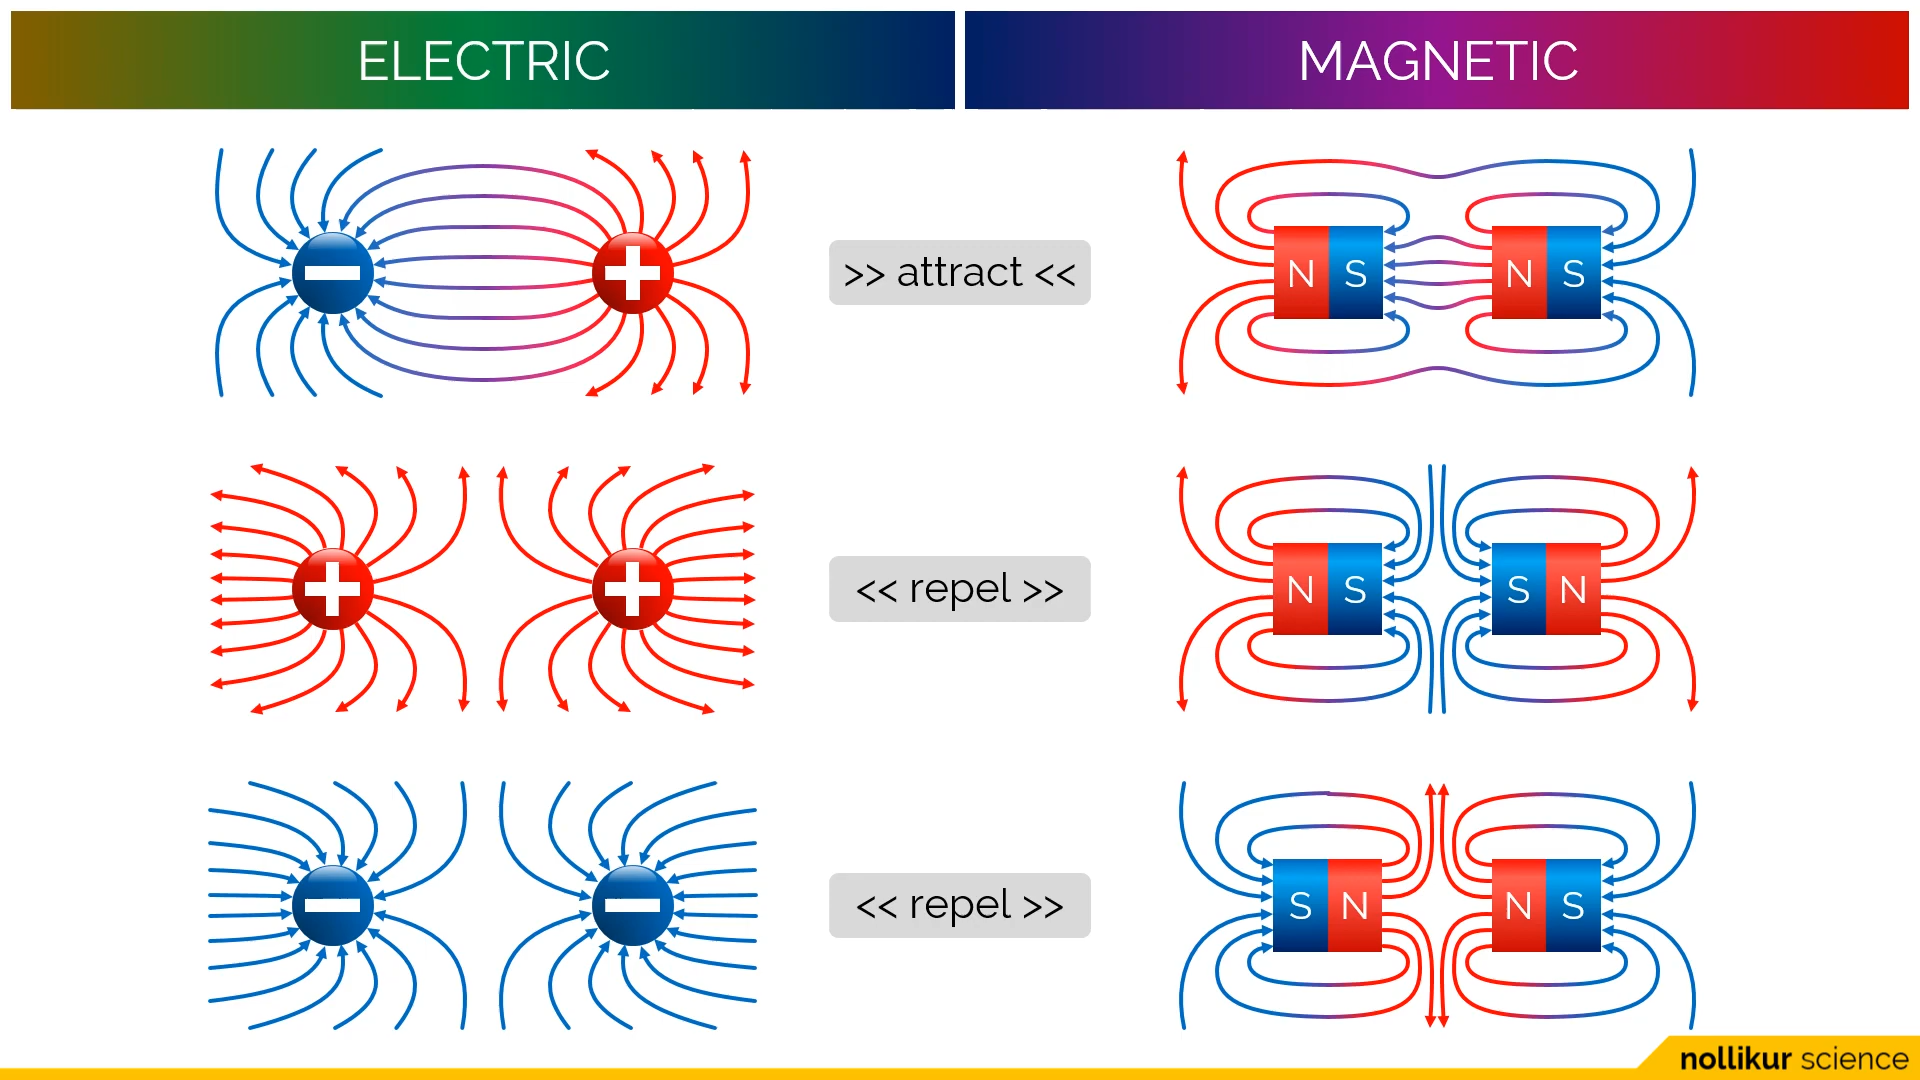 ELECTRIC
MAGNETIC
>> attract <<
N S N S
<< repel >>
N S S N
<< repel >>
S N N S
nollikur science